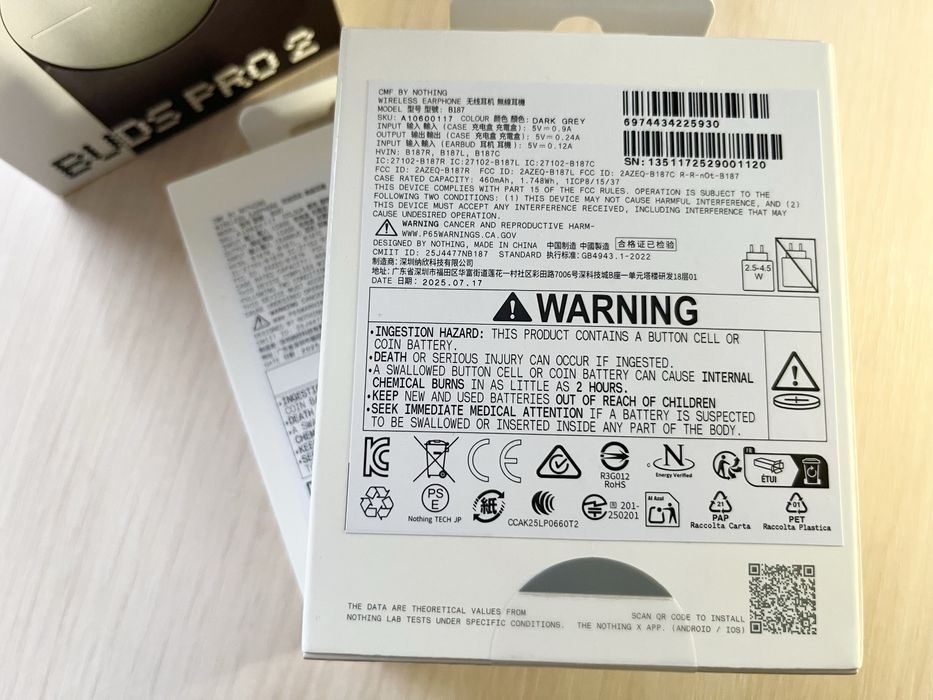 BUDS PRO 2
CMF BY NOTHING
WIRELESS EARPHONE 无线耳机 無線耳機
MODEL 型号 型號: B187
SKU: A10600117 COLOUR 颜色 顏色: DARK GREY
INPUT 输入 輸入 (CASE 充电盒 充電盒): 5V⎓0.9A
OUTPUT 输出 輸出 (CASE 充电盒 充電盒): 5V⎓0.24A
INPUT 输入 輸入 (EARBUD 耳机 耳機): 5V⎓0.12A
HVIN: B187R, B187L, B187C
IC:27102-B187R IC:27102-B187L IC:27102-B187C
FCC ID: 2AZEQ-B187R FCC ID: 2AZEQ-B187L FCC ID: 2AZEQ-B187C R-R-nOt-B187
CASE RATED CAPACITY: 460mAh, 1.748Wh, 1ICP8/15/37
THIS DEVICE COMPLIES WITH PART 15 OF THE FCC RULES. OPERATION IS SUBJECT TO THE
FOLLOWING TWO CONDITIONS: (1) THIS DEVICE MAY NOT CAUSE HARMFUL INTERFERENCE, AND (2)
THIS DEVICE MUST ACCEPT ANY INTERFERENCE RECEIVED, INCLUDING INTERFERENCE THAT MAY
CAUSE UNDESIRED OPERATION.
WARNING CANCER AND REPRODUCTIVE HARM-
WWW.P65WARNINGS.CA.GOV
DESIGNED BY NOTHING, MADE IN CHINA 中国制造 中國製造 合格证已检验
CMIIT ID: 25J4477NB187 STANDARD 执行标准: GB4943.1-2022
制造商: 深圳纳欣科技有限公司
地址: 广东省深圳市福田区华富街道莲花一村社区彩田路7006号深科技城B座一单元塔楼研发18层01
DATE 日期: 2025.07.17
6974434225930
SN: 1351172529001120
2.5-4.5
W
WARNING
•INGESTION HAZARD: THIS PRODUCT CONTAINS A BUTTON CELL OR
COIN BATTERY.
•DEATH OR SERIOUS INJURY CAN OCCUR IF INGESTED.
•A SWALLOWED BUTTON CELL OR COIN BATTERY CAN CAUSE INTERNAL
CHEMICAL BURNS IN AS LITTLE AS 2 HOURS.
•KEEP NEW AND USED BATTERIES OUT OF REACH OF CHILDREN
•SEEK IMMEDIATE MEDICAL ATTENTION IF A BATTERY IS SUSPECTED
TO BE SWALLOWED OR INSERTED INSIDE ANY PART OF THE BODY.
CE
R3G012
RoHS
N
Energy Verified
FR
ÉTUI
PS
E
Nothing TECH JP
紙
CCAK25LP0660T2
201-
250201
Al Azul
21
PAP
Raccolta Carta
01
PET
Raccolta Plastica
THE DATA ARE THEORETICAL VALUES FROM
NOTHING LAB TESTS UNDER SPECIFIC CONDITIONS.
SCAN QR CODE TO INSTALL
THE NOTHING X APP. (ANDROID / IOS)